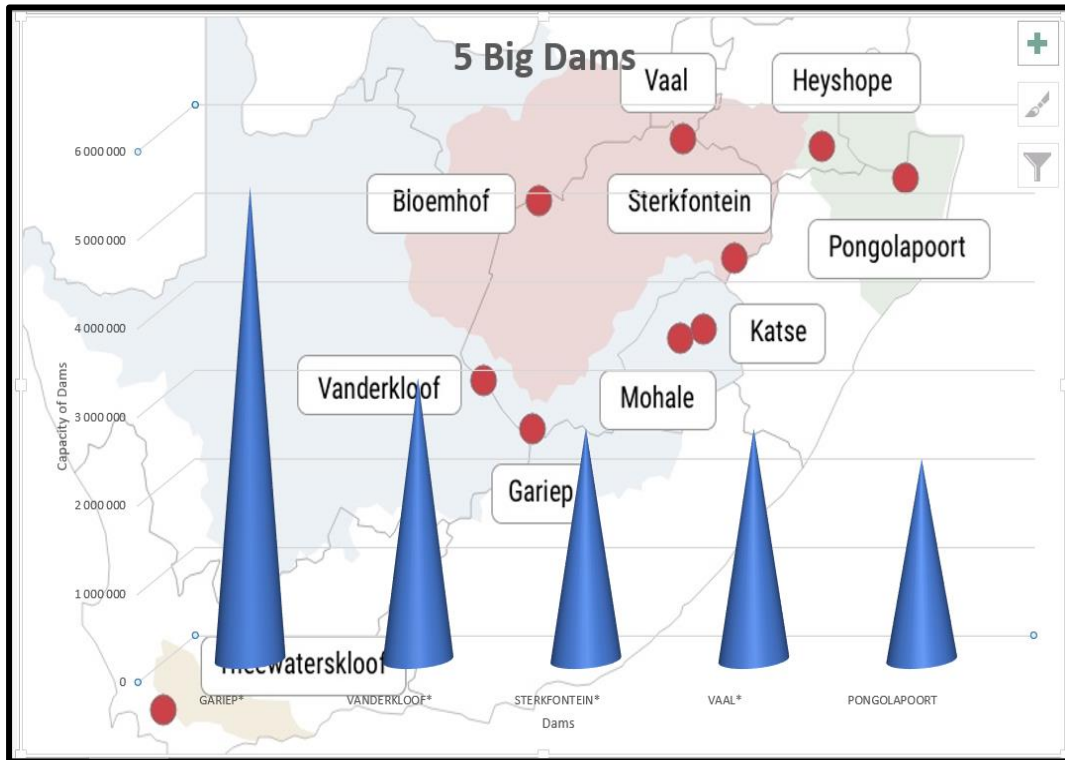 5 Big Dams
Vaal
Heyshope
6 000 000
Bloemhof
Sterkfontein
5 000 000
Pongolapoort
4 000 000
Katse
Vanderkloof
Mohale
3 000 000
Capacity of Dams
Gariep
2 000 000
1 000 000
Theewaterskloof
0
GARIEP*
VANDERKLOOF*
STERKFONTEIN*
VAAL*
PONGOLAPOORT
Dams